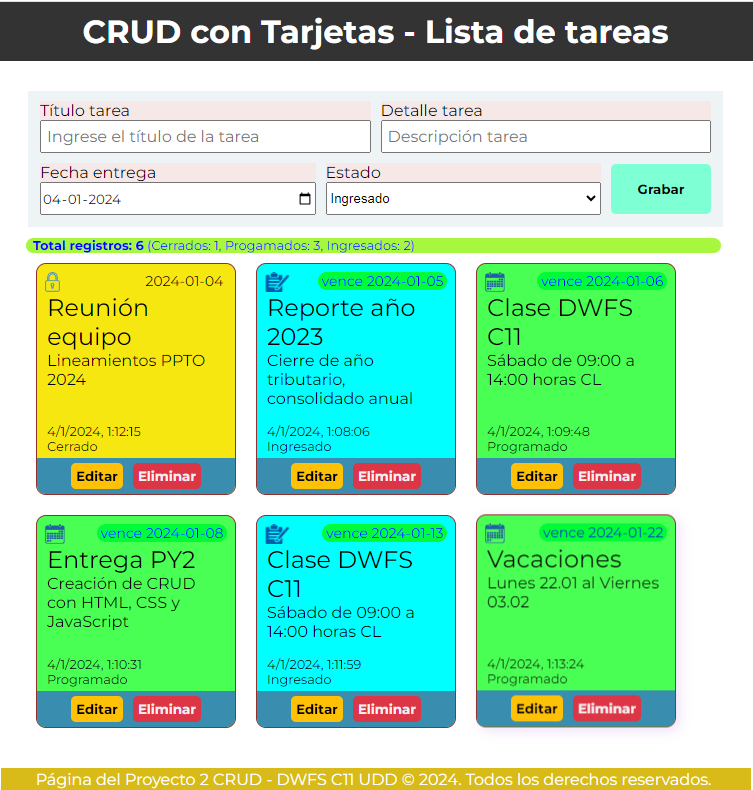 CRUD con Tarjetas - Lista de tareas
Título tarea
Detalle tarea
Ingrese el título de la tarea
Descripción tarea
Fecha entrega
Estado
04-01-2024
Ingresado
Grabar
Total registros: 6 (Cerrados: 1, Progamados: 3, Ingresados: 2)
2024-01-04
Reunión
equipo
Lineamientos PPTO
2024
4/1/2024, 1:12:15
Cerrado
Editar
Eliminar
vence 2024-01-05
Reporte año
2023
Cierre de año
tributario,
consolidado anual
4/1/2024, 1:08:06
Ingresado
Editar
Eliminar
vence 2024-01-06
Clase DWFS
C11
Sábado de 09:00 a
14:00 horas CL
4/1/2024, 1:09:48
Programado
Editar
Eliminar
vence 2024-01-08
Entrega PY2
Creación de CRUD
con HTML, CSS y
JavaScript
4/1/2024, 1:10:31
Programado
Editar
Eliminar
vence 2024-01-13
Clase DWFS
C11
Sábado de 09:00 a
14:00 horas CL
4/1/2024, 1:11:59
Ingresado
Editar
Eliminar
vence 2024-01-22
Vacaciones
Lunes 22.01 al Viernes
03.02
4/1/2024, 1:13:24
Programado
Editar
Eliminar
Página del Proyecto 2 CRUD - DWFS C11 UDD © 2024. Todos los derechos reservados.